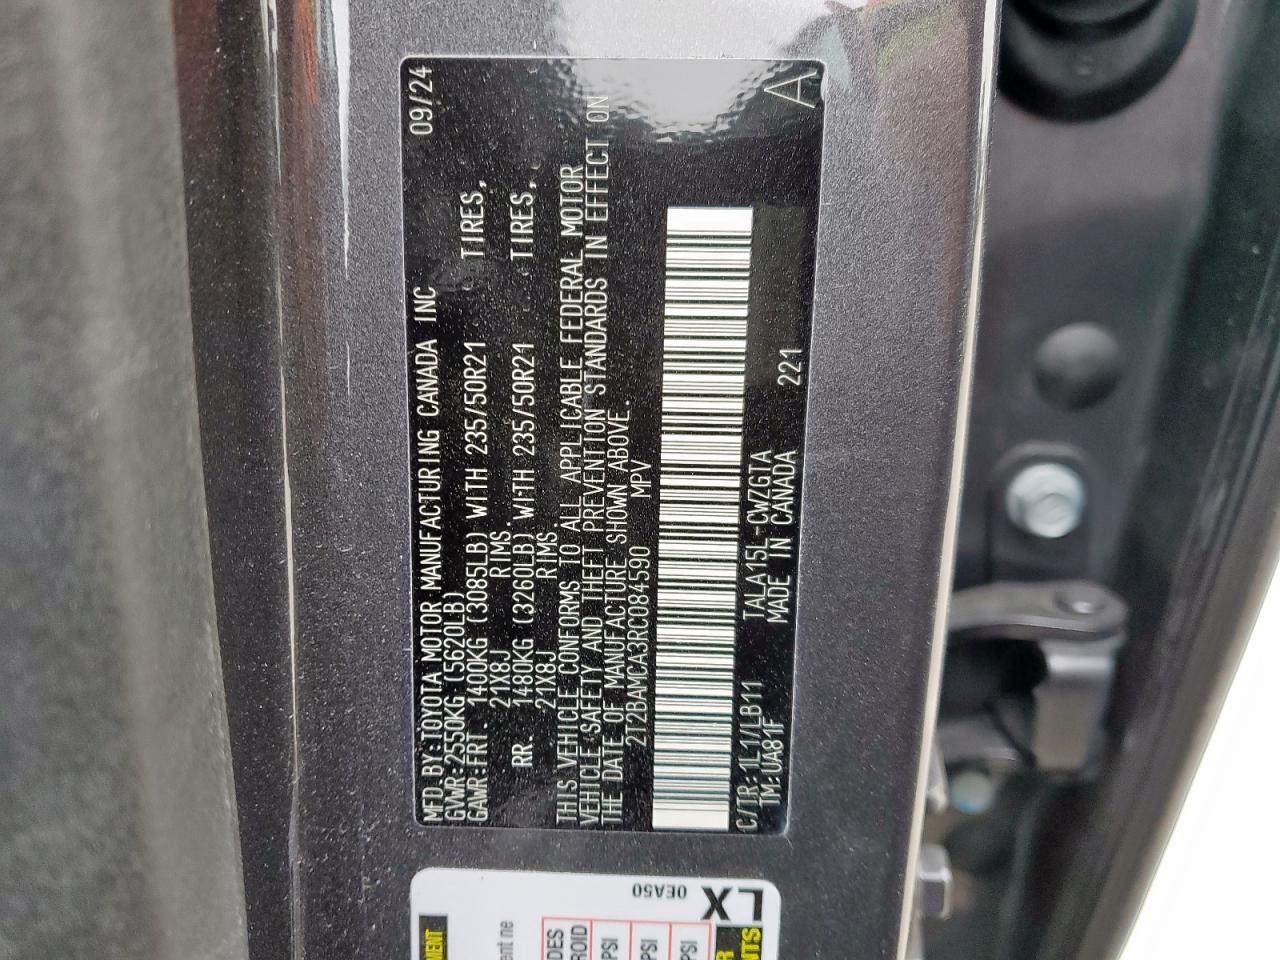 MFD.BY:TOYOTA MOTOR MANUFACTURING CANADA INC 09/24
GVWR:2550KG (5620LB)
GAWR:FRT. 1400KG (3085LB) WITH 235/50R21 TIRES,
21X8J RIMS.
RR. 1480KG (3260LB) WITH 235/50R21 TIRES,
21X8J RIMS.
THIS VEHICLE CONFORMS TO ALL APPLICABLE FEDERAL MOTOR
VEHICLE SAFETY AND THEFT PREVENTION STANDARDS IN EFFECT ON
THE DATE OF MANUFACTURE SHOWN ABOVE.
2T2BAMCA3RC084590 MPV
A
C/TR: 1L1/LB11 TALA15L-CWZGTA
TM:UA81F MADE IN CANADA 221
LX
0EA50
PSI
PSI
PSI